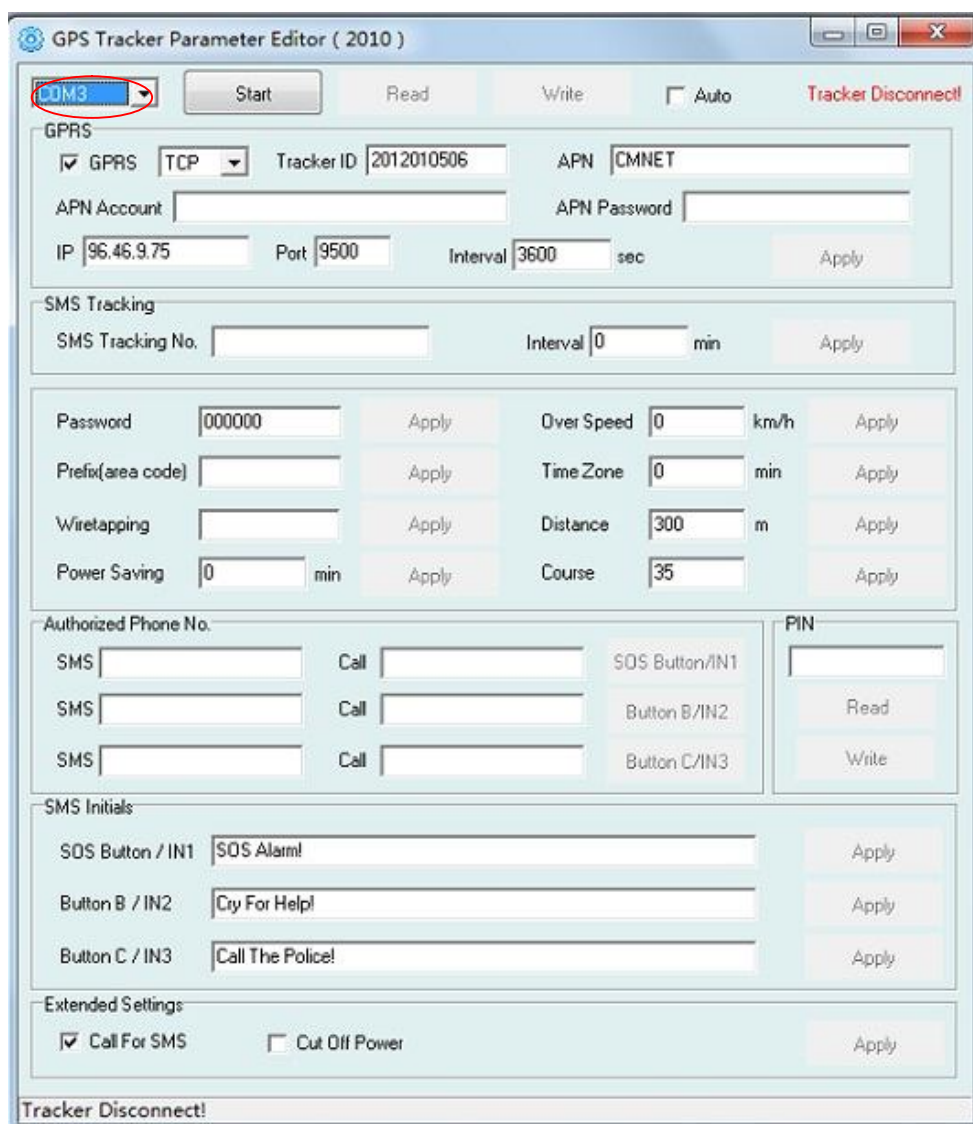 GPS Tracker Parameter Editor ( 2010 )
COM3 Start Read Write Auto Tracker Disconnect!
GPRS
GPRS TCP Tracker ID 2012010506 APN CMNET
APN Account APN Password
IP 96.46.9.75 Port 9500 Interval 3600 sec Apply
SMS Tracking
SMS Tracking No. Interval 0 min Apply
Password 000000 Apply Over Speed 0 km/h Apply
Prefix(area code) Apply Time Zone 0 min Apply
Wiretapping Apply Distance 300 m Apply
Power Saving 0 min Apply Course 35 Apply
Authorized Phone No. PIN
SMS Call SOS Button/IN1
SMS Call Button B/IN2 Read
SMS Call Button C/IN3 Write
SMS Initials
SOS Button / IN1 SOS Alarm! Apply
Button B / IN2 Cry For Help! Apply
Button C / IN3 Call The Police! Apply
Extended Settings
Call For SMS Cut Off Power Apply
Tracker Disconnect!